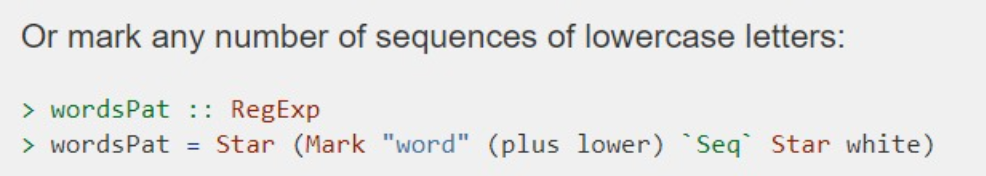 Or mark any number of sequences of lowercase letters:
> wordsPat :: RegExp
> wordsPat = Star (Mark "word" (plus lower) `Seq` Star white)